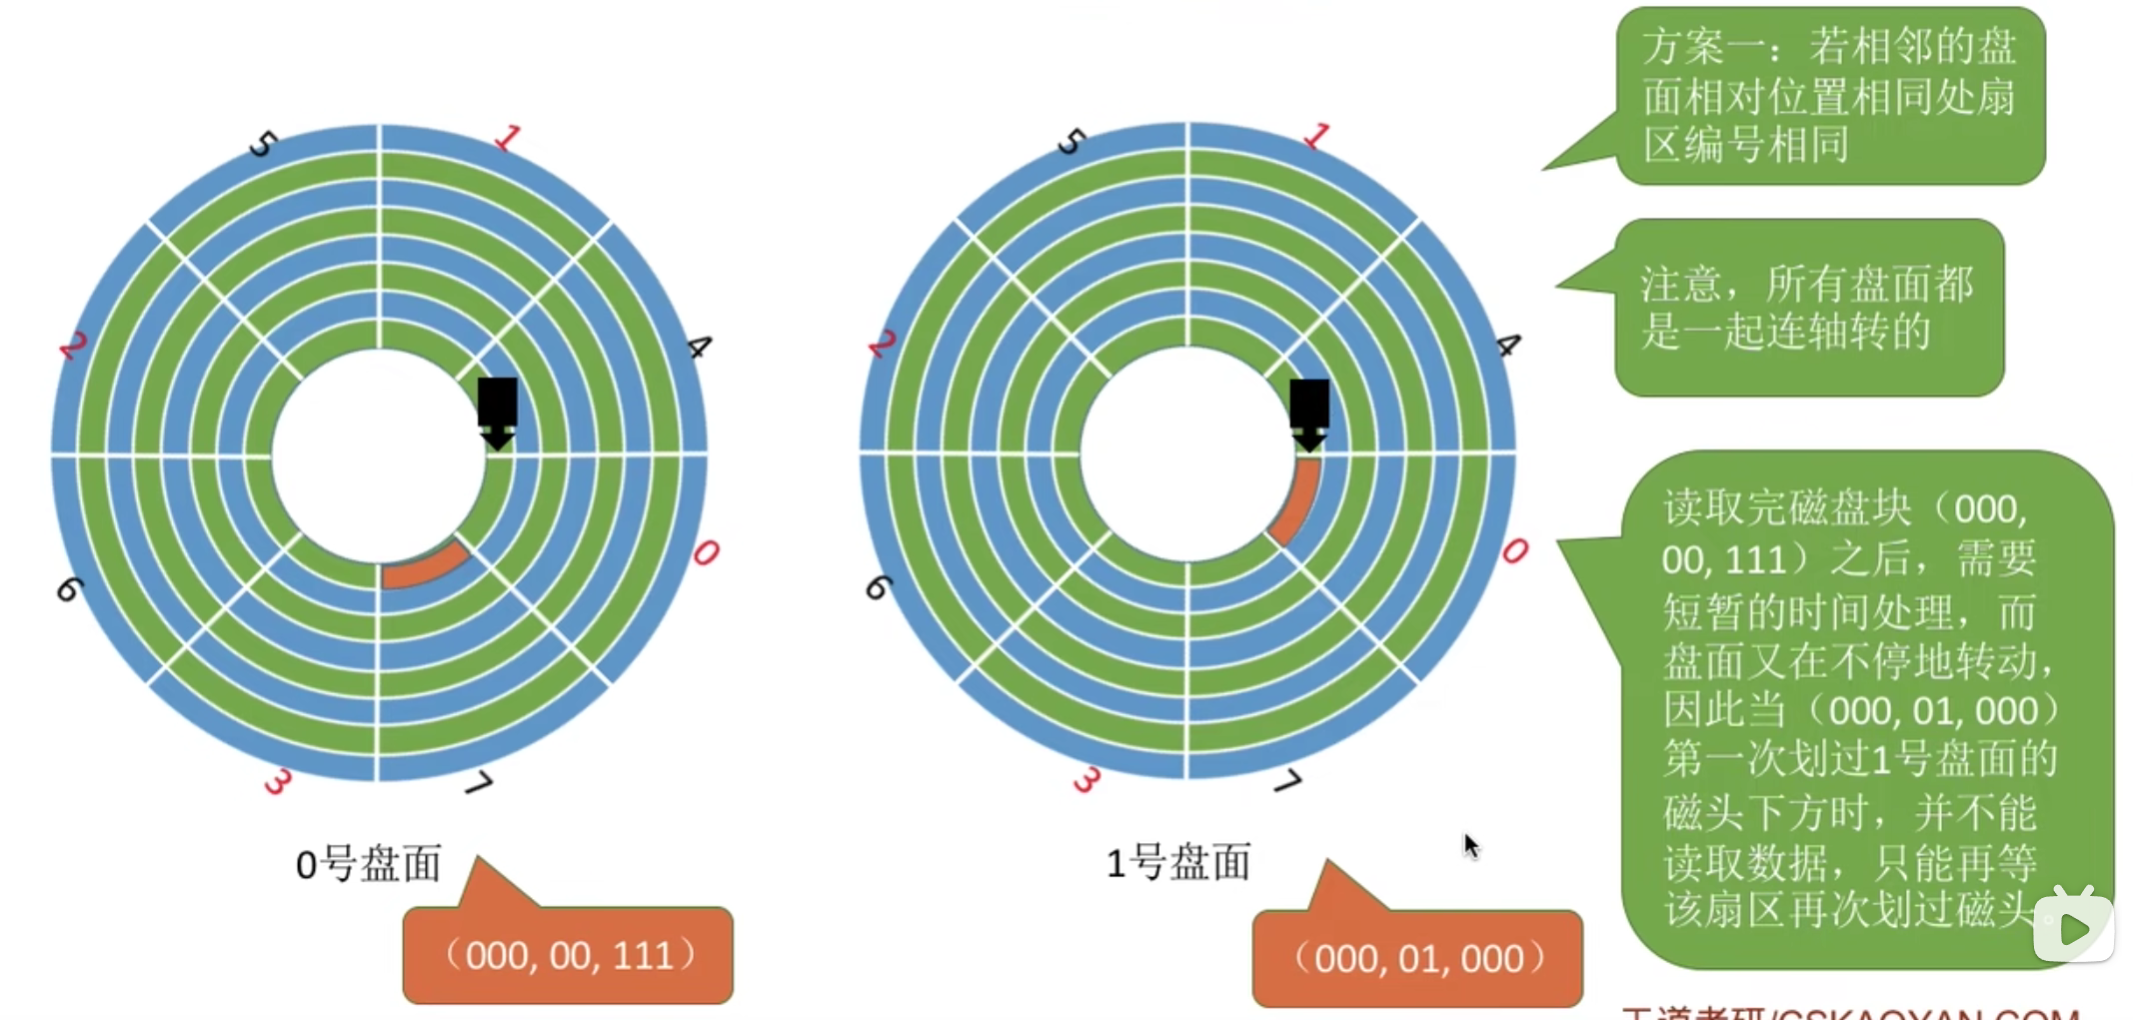 5
1
2
4
6
0
3
7
0号盘面
（000, 00, 111）
5
1
2
4
6
0
3
7
1号盘面
（000, 01, 000）
方案一：若相邻的盘
面相对位置相同处扇
区编号相同
注意，所有盘面都
是一起连轴转的
读取完磁盘块（000,
00, 111）之后，需要
短暂的时间处理，而
盘面又在不停地转动，
因此当（000, 01, 000）
第一次划过1号盘面的
磁头下方时，并不能
读取数据，只能再等
该扇区再次划过磁头
王道考研/CSKAOYAN.COM